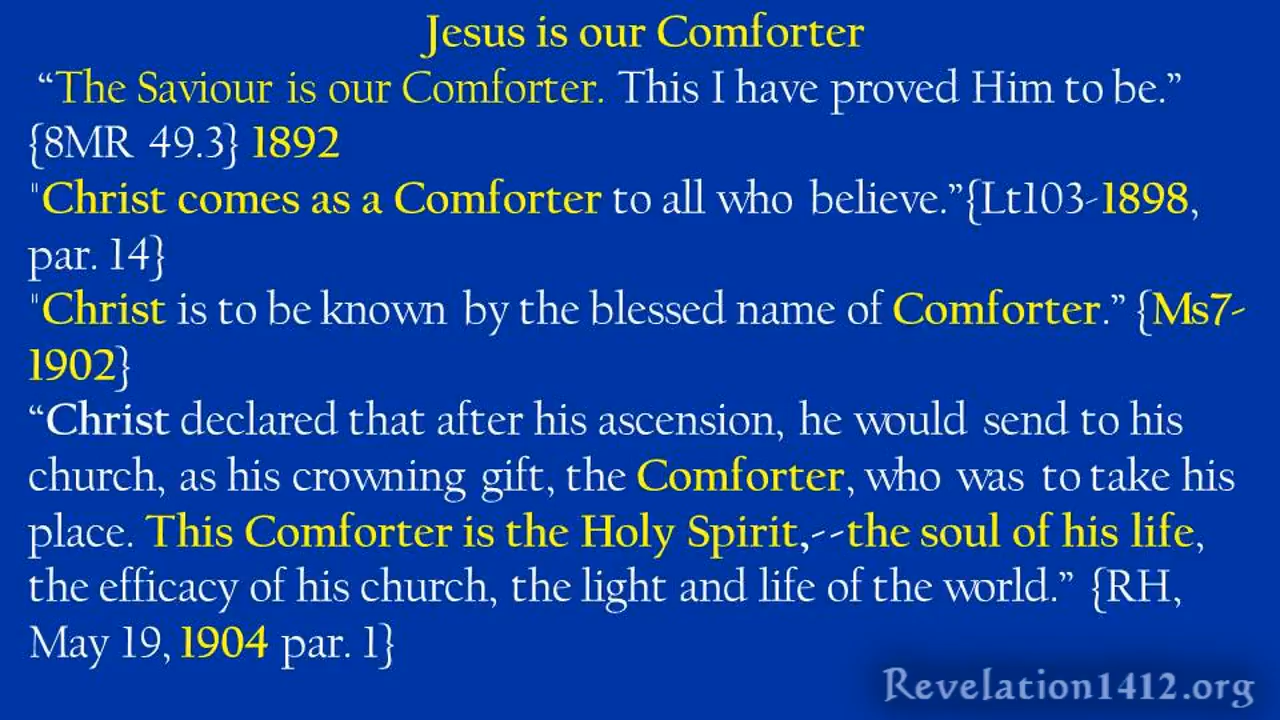 Jesus is our Comforter
“The Saviour is our Comforter. This I have proved Him to be.”
{8MR 49.3} 1892
"Christ comes as a Comforter to all who believe.”{Lt103-1898,
par. 14}
"Christ is to be known by the blessed name of Comforter.” {Ms7-
1902}
“Christ declared that after his ascension, he would send to his
church, as his crowning gift, the Comforter, who was to take his
place. This Comforter is the Holy Spirit,--the soul of his life,
the efficacy of his church, the light and life of the world.” {RH,
May 19, 1904 par. 1}
Revelation1412.org